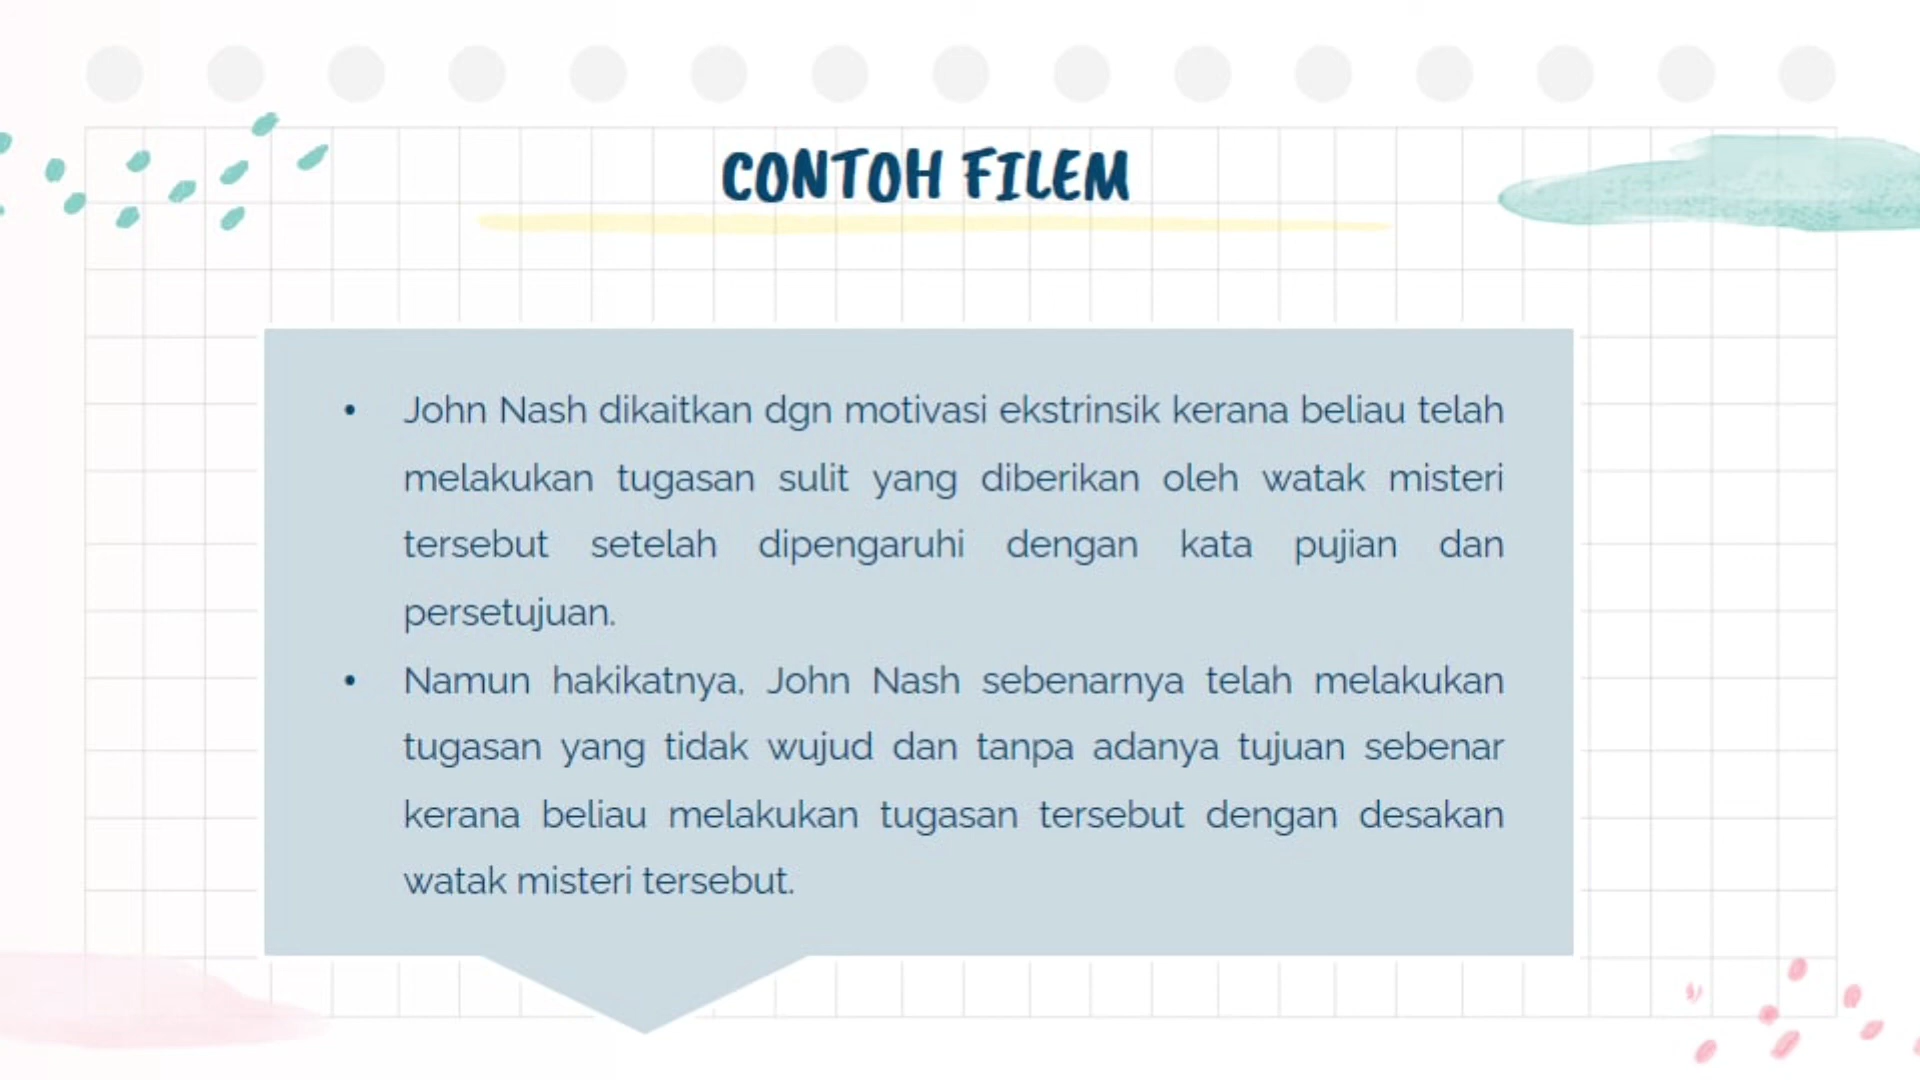 CONTOH FILEM
• John Nash dikaitkan dgn motivasi ekstrinsik kerana beliau telah
melakukan tugasan sulit yang diberikan oleh watak misteri
tersebut setelah dipengaruhi dengan kata pujian dan
persetujuan.
• Namun hakikatnya, John Nash sebenarnya telah melakukan
tugasan yang tidak wujud dan tanpa adanya tujuan sebenar
kerana beliau melakukan tugasan tersebut dengan desakan
watak misteri tersebut.